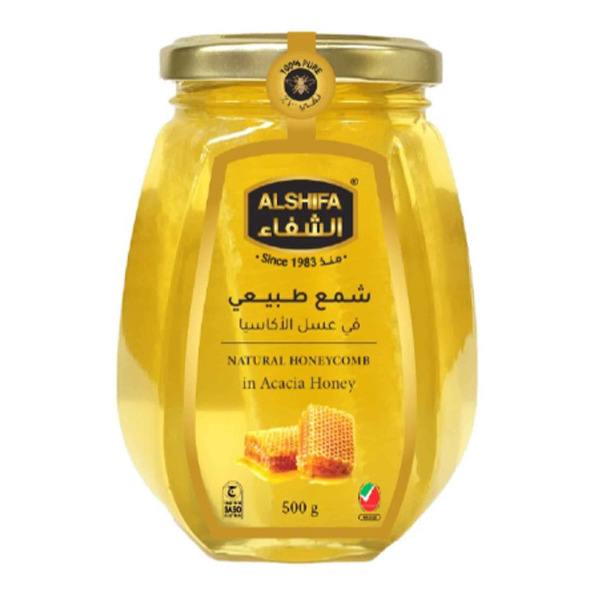 100% PURE
ALSHIFA ®
الشفاء
• Since 1983 منذ •
شمع طبيعي
في عسل الأكاسيا
NATURAL HONEYCOMB
in Acacia Honey
500 g
SASO